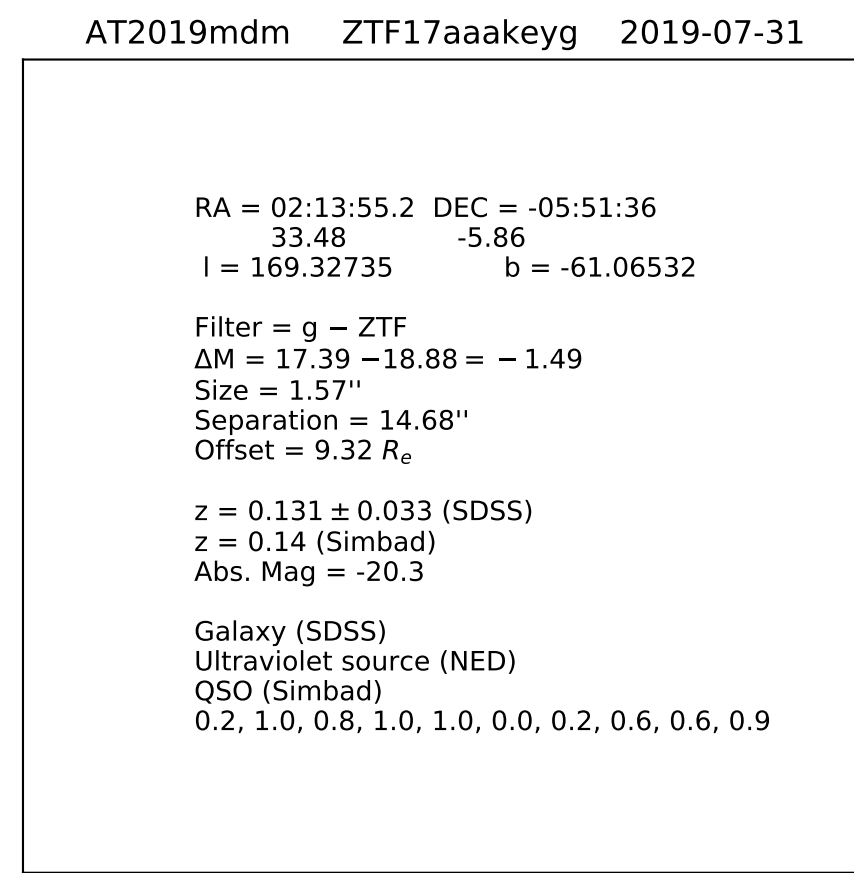 AT2019mdm ZTF17aaakeyg 2019-07-31
RA = 02:13:55.2 DEC = -05:51:36
33.48 -5.86
l = 169.32735 b = -61.06532
Filter = g − ZTF
ΔM = 17.39 −18.88 = − 1.49
Size = 1.57''
Separation = 14.68''
Offset = 9.32 Rₑ
z = 0.131 ± 0.033 (SDSS)
z = 0.14 (Simbad)
Abs. Mag = -20.3
Galaxy (SDSS)
Ultraviolet source (NED)
QSO (Simbad)
0.2, 1.0, 0.8, 1.0, 1.0, 0.0, 0.2, 0.6, 0.6, 0.9